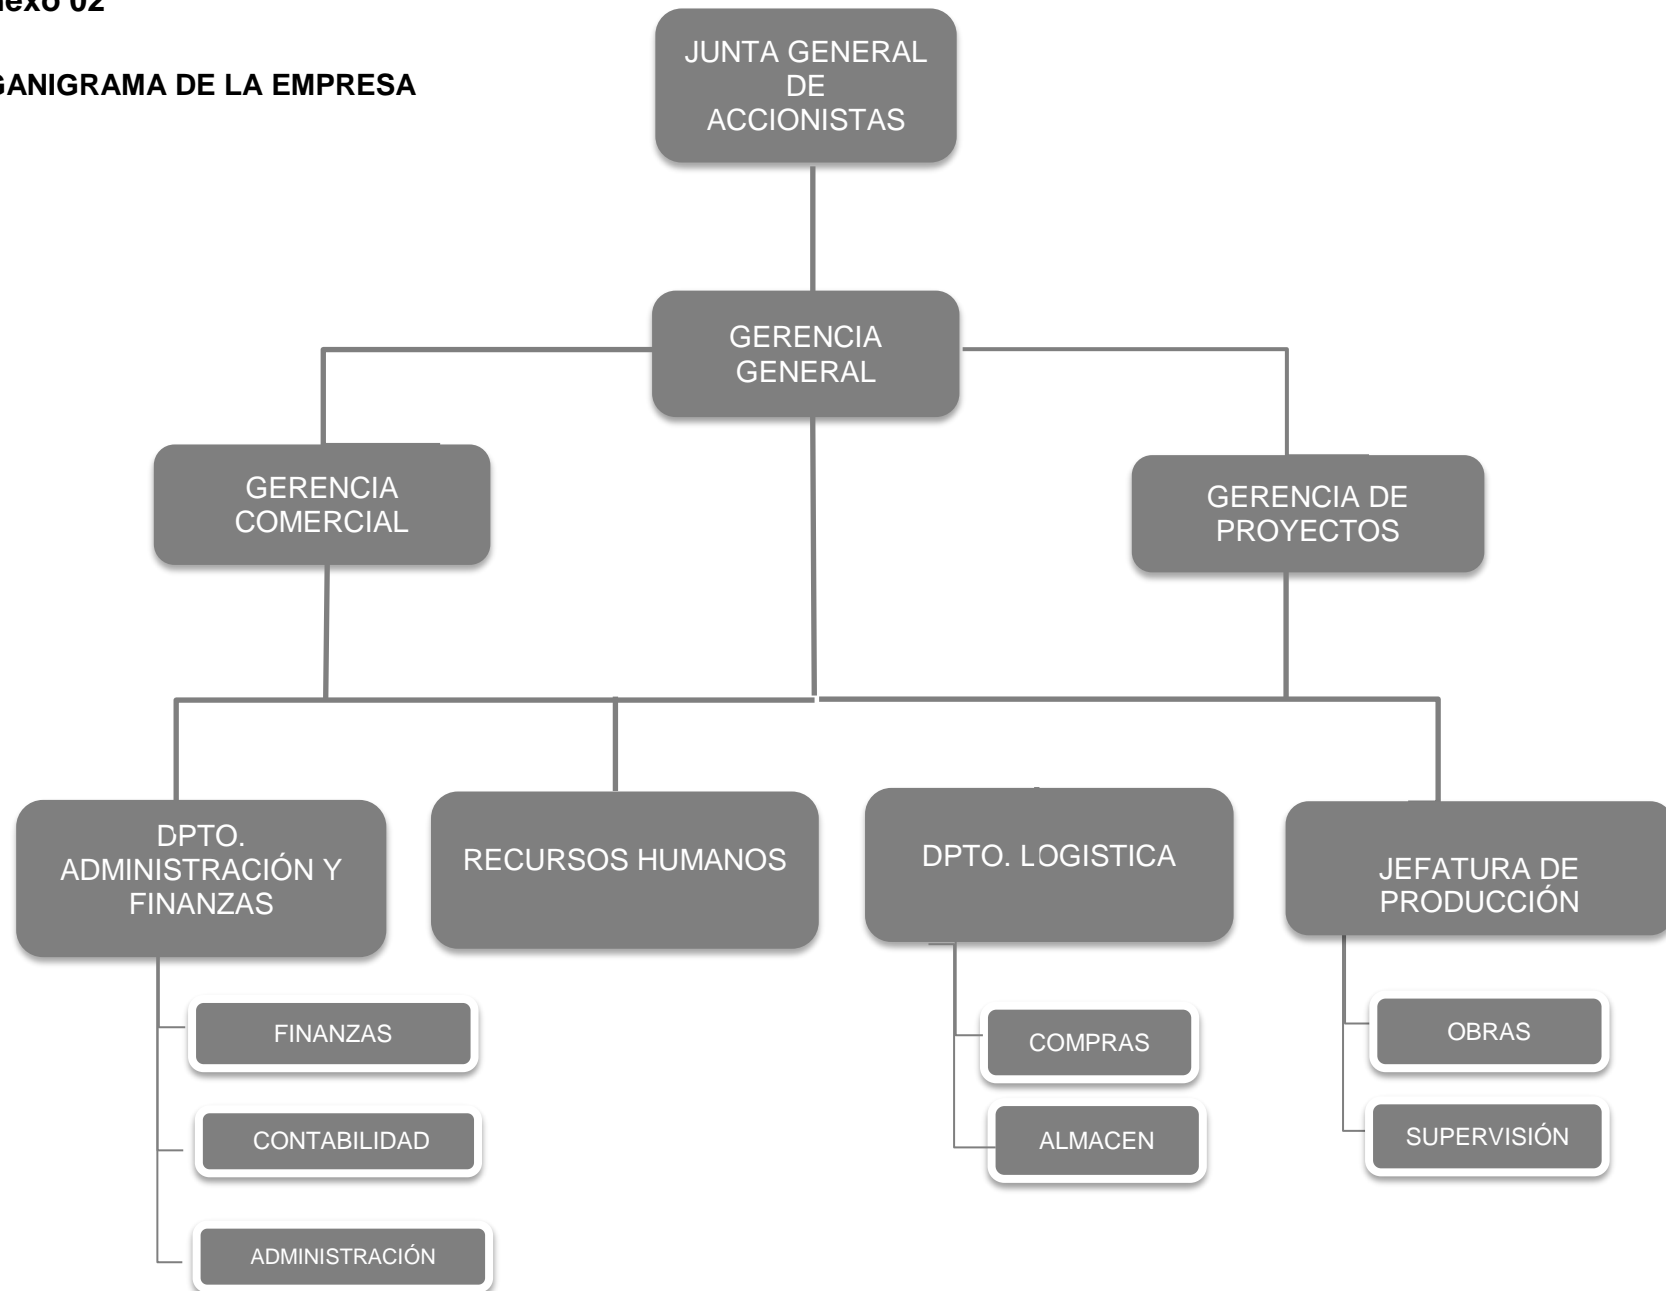 exo 02
GANIGRAMA DE LA EMPRESA
JUNTA GENERAL
DE
ACCIONISTAS
GERENCIA
GENERAL
GERENCIA
COMERCIAL
GERENCIA DE
PROYECTOS
DPTO.
ADMINISTRACIÓN Y
FINANZAS
RECURSOS HUMANOS
DPTO. LOGISTICA
JEFATURA DE
PRODUCCIÓN
FINANZAS
CONTABILIDAD
ADMINISTRACIÓN
COMPRAS
ALMACEN
OBRAS
SUPERVISIÓN